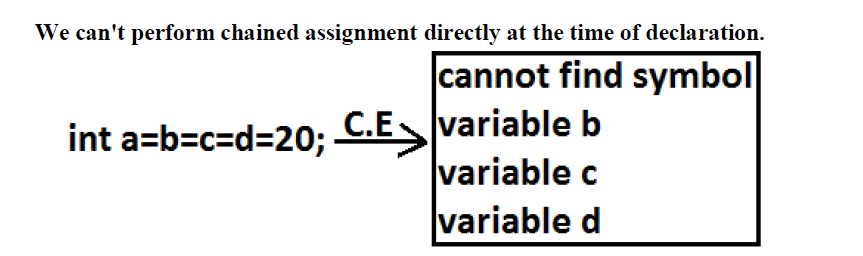 We can't perform chained assignment directly at the time of declaration.
int a=b=c=d=20;
C.E
cannot find symbol
variable b
variable c
variable d